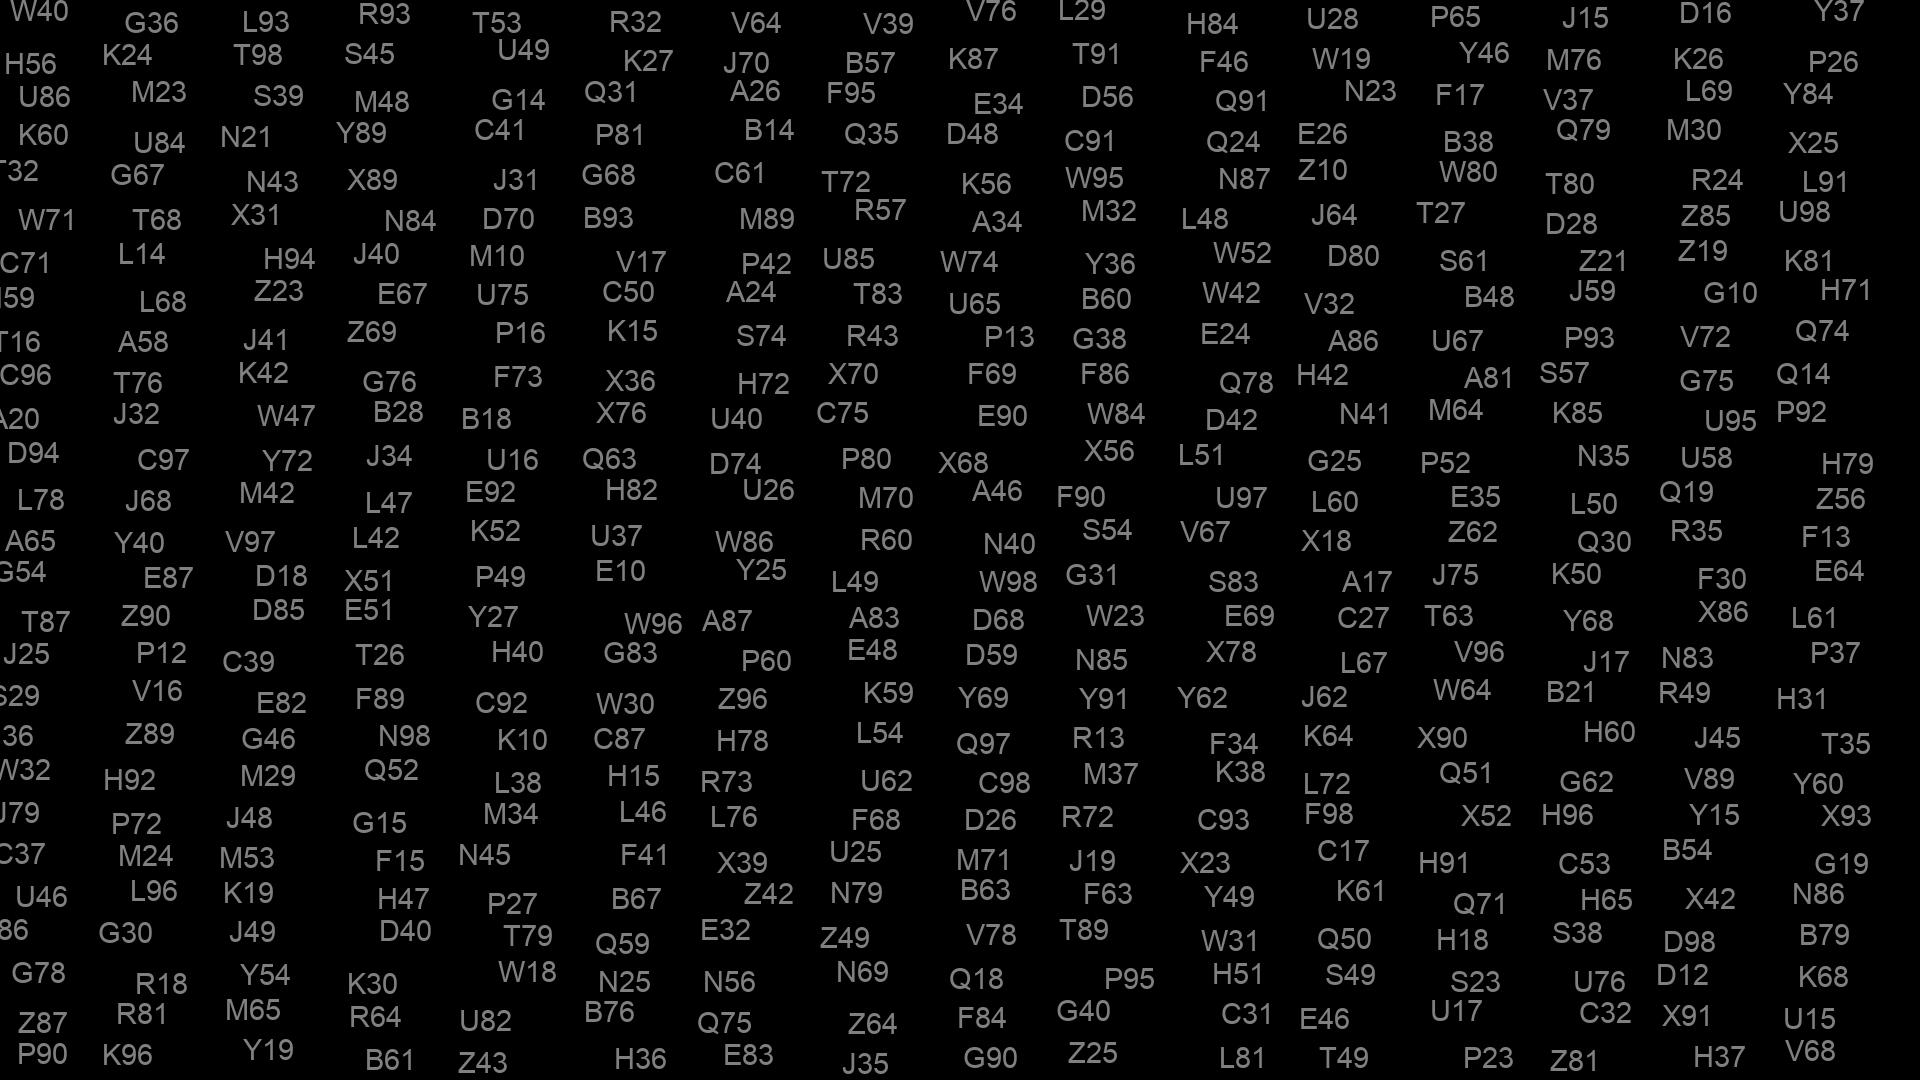 W40 G36 L93 R93 T53 R32 V64 V39 V76 L29 H84 U28 P65 J15 D16 Y37
H56 K24 T98 S45 U49 K27 J70 B57 K87 T91 F46 W19 Y46 M76 K26 P26
U86 M23 S39 M48 G14 Q31 A26 F95 E34 D56 Q91 N23 F17 V37 L69 Y84
K60 U84 N21 Y89 C41 P81 B14 Q35 D48 C91 Q24 E26 B38 Q79 M30 X25
T32 G67 N43 X89 J31 G68 C61 T72 K56 W95 N87 Z10 W80 T80 R24 L91
W71 T68 X31 N84 D70 B93 M89 R57 A34 M32 L48 J64 T27 D28 Z85 U98
C71 L14 H94 J40 M10 V17 P42 U85 W74 Y36 W52 D80 S61 Z21 Z19 K81
59 L68 Z23 E67 U75 C50 A24 T83 U65 B60 W42 V32 B48 J59 G10 H71
T16 A58 J41 Z69 P16 K15 S74 R43 P13 G38 E24 A86 U67 P93 V72 Q74
C96 T76 K42 G76 F73 X36 H72 X70 F69 F86 Q78 H42 A81 S57 G75 Q14
A20 J32 W47 B28 B18 X76 U40 C75 E90 W84 D42 N41 M64 K85 U95 P92
D94 C97 Y72 J34 U16 Q63 D74 P80 X68 X56 L51 G25 P52 N35 U58 H79
L78 J68 M42 L47 E92 H82 U26 M70 A46 F90 U97 L60 E35 L50 Q19 Z56
A65 Y40 V97 L42 K52 U37 W86 R60 N40 S54 V67 X18 Z62 Q30 R35 F13
G54 E87 D18 X51 P49 E10 Y25 L49 W98 G31 S83 A17 J75 K50 F30 E64
T87 Z90 D85 E51 Y27 W96 A87 A83 D68 W23 E69 C27 T63 Y68 X86 L61
J25 P12 C39 T26 H40 G83 P60 E48 D59 N85 X78 L67 V96 J17 N83 P37
S29 V16 E82 F89 C92 W30 Z96 K59 Y69 Y91 Y62 J62 W64 B21 R49 H31
36 Z89 G46 N98 K10 C87 H78 L54 Q97 R13 F34 K64 X90 H60 J45 T35
W32 H92 M29 Q52 L38 H15 R73 U62 C98 M37 K38 L72 Q51 G62 V89 Y60
J79 P72 J48 G15 M34 L46 L76 F68 D26 R72 C93 F98 X52 H96 Y15 X93
C37 M24 M53 F15 N45 F41 X39 U25 M71 J19 X23 C17 H91 C53 B54 G19
U46 L96 K19 H47 P27 B67 Z42 N79 B63 F63 Y49 K61 Q71 H65 X42 N86
86 G30 J49 D40 T79 Q59 E32 Z49 V78 T89 W31 Q50 H18 S38 D98 B79
G78 R18 Y54 K30 W18 N25 N56 N69 Q18 P95 H51 S49 S23 U76 D12 K68
Z87 R81 M65 R64 U82 B76 Q75 Z64 F84 G40 C31 E46 U17 C32 X91 U15
P90 K96 Y19 B61 Z43 H36 E83 J35 G90 Z25 L81 T49 P23 Z81 H37 V68